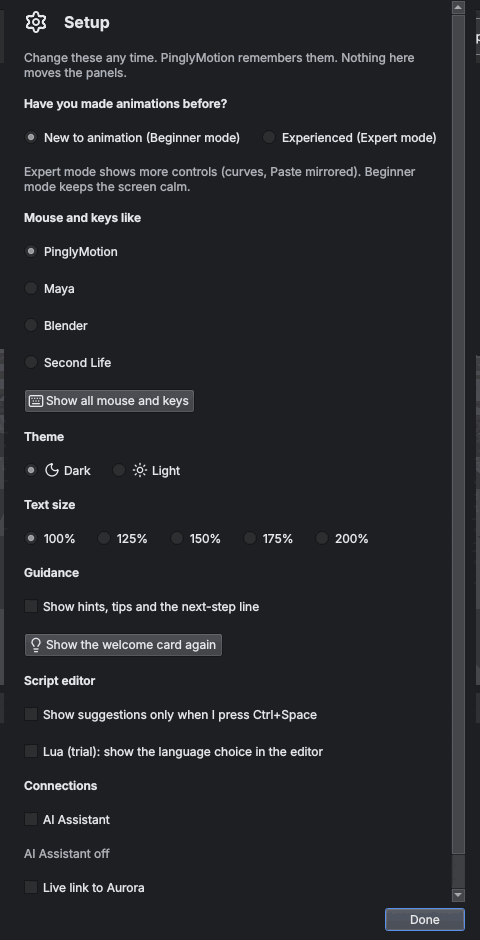 Setup
Change these any time. PinglyMotion remembers them. Nothing here
moves the panels.
Have you made animations before?
New to animation (Beginner mode) Experienced (Expert mode)
Expert mode shows more controls (curves, Paste mirrored). Beginner
mode keeps the screen calm.
Mouse and keys like
PinglyMotion
Maya
Blender
Second Life
Show all mouse and keys
Theme
Dark Light
Text size
100% 125% 150% 175% 200%
Guidance
Show hints, tips and the next-step line
Show the welcome card again
Script editor
Show suggestions only when I press Ctrl+Space
Lua (trial): show the language choice in the editor
Connections
AI Assistant
AI Assistant off
Live link to Aurora
Done